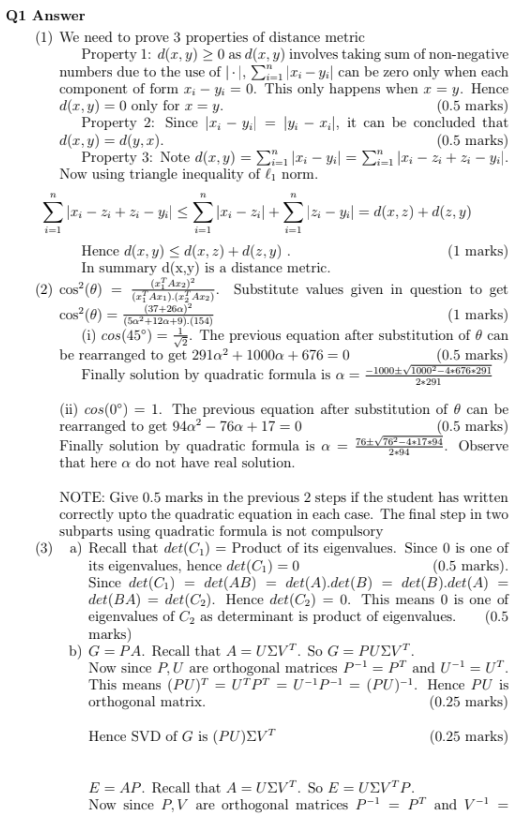 Q1 Answer
(1) We need to prove 3 properties of distance metric
Property 1: d(x, y) ≥ 0 as d(x, y) involves taking sum of non-negative
numbers due to the use of |·|, ∑ⁿᵢ₌₁ |xᵢ − yᵢ| can be zero only when each
component of form xᵢ − yᵢ = 0. This only happens when x = y. Hence
d(x, y) = 0 only for x = y. (0.5 marks)
Property 2: Since |xᵢ − yᵢ| = |yᵢ − xᵢ|, it can be concluded that
d(x, y) = d(y, x). (0.5 marks)
Property 3: Note d(x, y) = ∑ⁿᵢ₌₁ |xᵢ − yᵢ| = ∑ⁿᵢ₌₁ |xᵢ − zᵢ + zᵢ − yᵢ|.
Now using triangle inequality of ℓ₁ norm.
∑ⁿᵢ₌₁ |xᵢ − zᵢ + zᵢ − yᵢ| ≤ ∑ⁿᵢ₌₁ |xᵢ − zᵢ| + ∑ⁿᵢ₌₁ |zᵢ − yᵢ| = d(x, z) + d(z, y)
Hence d(x, y) ≤ d(x, z) + d(z, y) . (1 marks)
In summary d(x,y) is a distance metric.
(2) cos²(θ) = (x₁ᵀAx₂)² / (x₁ᵀAx₁).(x₂ᵀAx₂). Substitute values given in question to get
cos²(θ) = (37+26α)² / (5α²+12α+9).(154) (1 marks)
(i) cos(45°) = 1/√2. The previous equation after substitution of θ can
be rearranged to get 291α² + 1000α + 676 = 0 (0.5 marks)
Finally solution by quadratic formula is α = (−1000±√(1000²−4*676*291)) / 2*291
(ii) cos(0°) = 1. The previous equation after substitution of θ can be
rearranged to get 94α² − 76α + 17 = 0 (0.5 marks)
Finally solution by quadratic formula is α = (76±√(76²−4*17*94)) / 2*94. Observe
that here α do not have real solution.
NOTE: Give 0.5 marks in the previous 2 steps if the student has written
correctly upto the quadratic equation in each case. The final step in two
subparts using quadratic formula is not compulsory
(3) a) Recall that det(C₁) = Product of its eigenvalues. Since 0 is one of
its eigenvalues, hence det(C₁) = 0 (0.5 marks).
Since det(C₁) = det(AB) = det(A).det(B) = det(B).det(A) =
det(BA) = det(C₂). Hence det(C₂) = 0. This means 0 is one of
eigenvalues of C₂ as determinant is product of eigenvalues. (0.5
marks)
b) G = PA. Recall that A = UΣVᵀ. So G = PUΣVᵀ.
Now since P, U are orthogonal matrices P⁻¹ = Pᵀ and U⁻¹ = Uᵀ.
This means (PU)ᵀ = UᵀPᵀ = U⁻¹P⁻¹ = (PU)⁻¹. Hence PU is
orthogonal matrix. (0.25 marks)
Hence SVD of G is (PU)ΣVᵀ (0.25 marks)
E = AP. Recall that A = UΣVᵀ. So E = UΣVᵀP.
Now since P, V are orthogonal matrices P⁻¹ = Pᵀ and V⁻¹ =